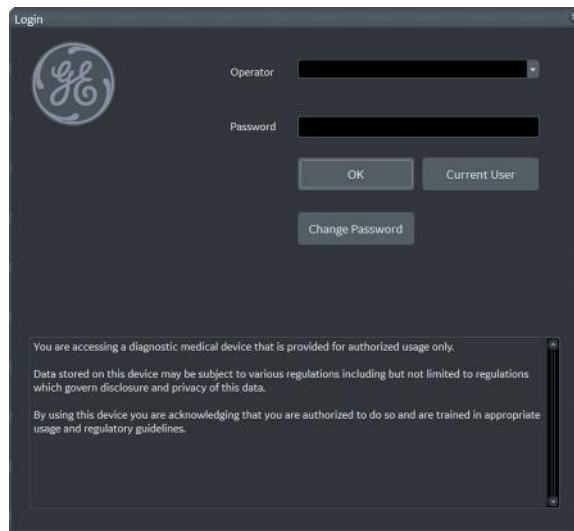 Login
GE
Operator
Password
OK
Current User
Change Password
You are accessing a diagnostic medical device that is provided for authorized usage only.
Data stored on this device may be subject to various regulations including but not limited to regulations
which govern disclosure and privacy of this data.
By using this device you are acknowledging that you are authorized to do so and are trained in appropriate
usage and regulatory guidelines.